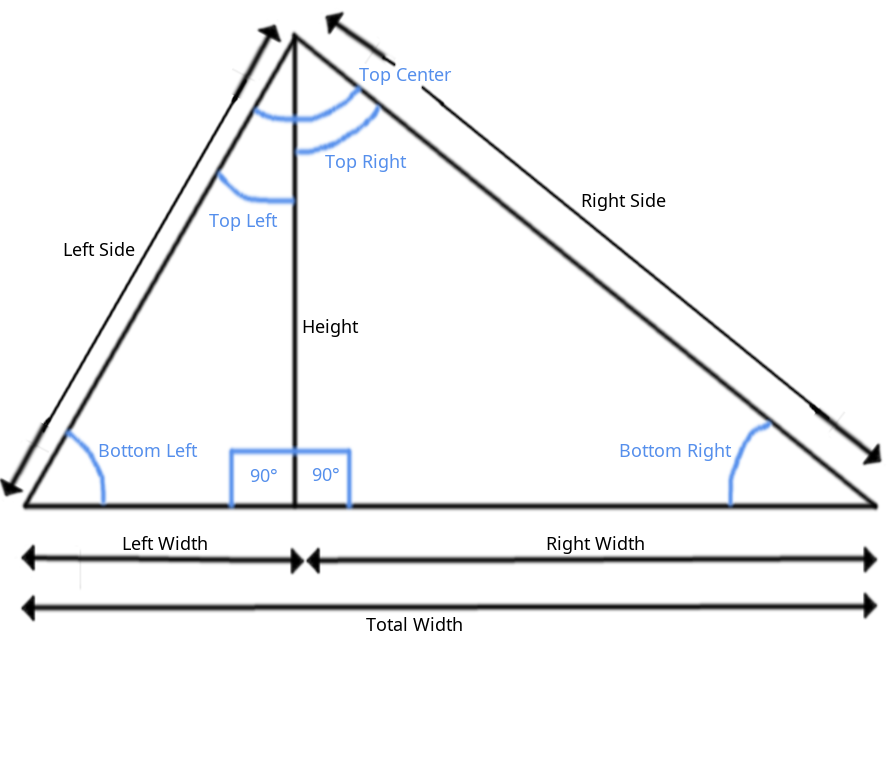 Top Center
Top Right
Right Side
Top Left
Left Side
Height
Bottom Left
Bottom Right
90°
90°
Left Width
Right Width
Total Width